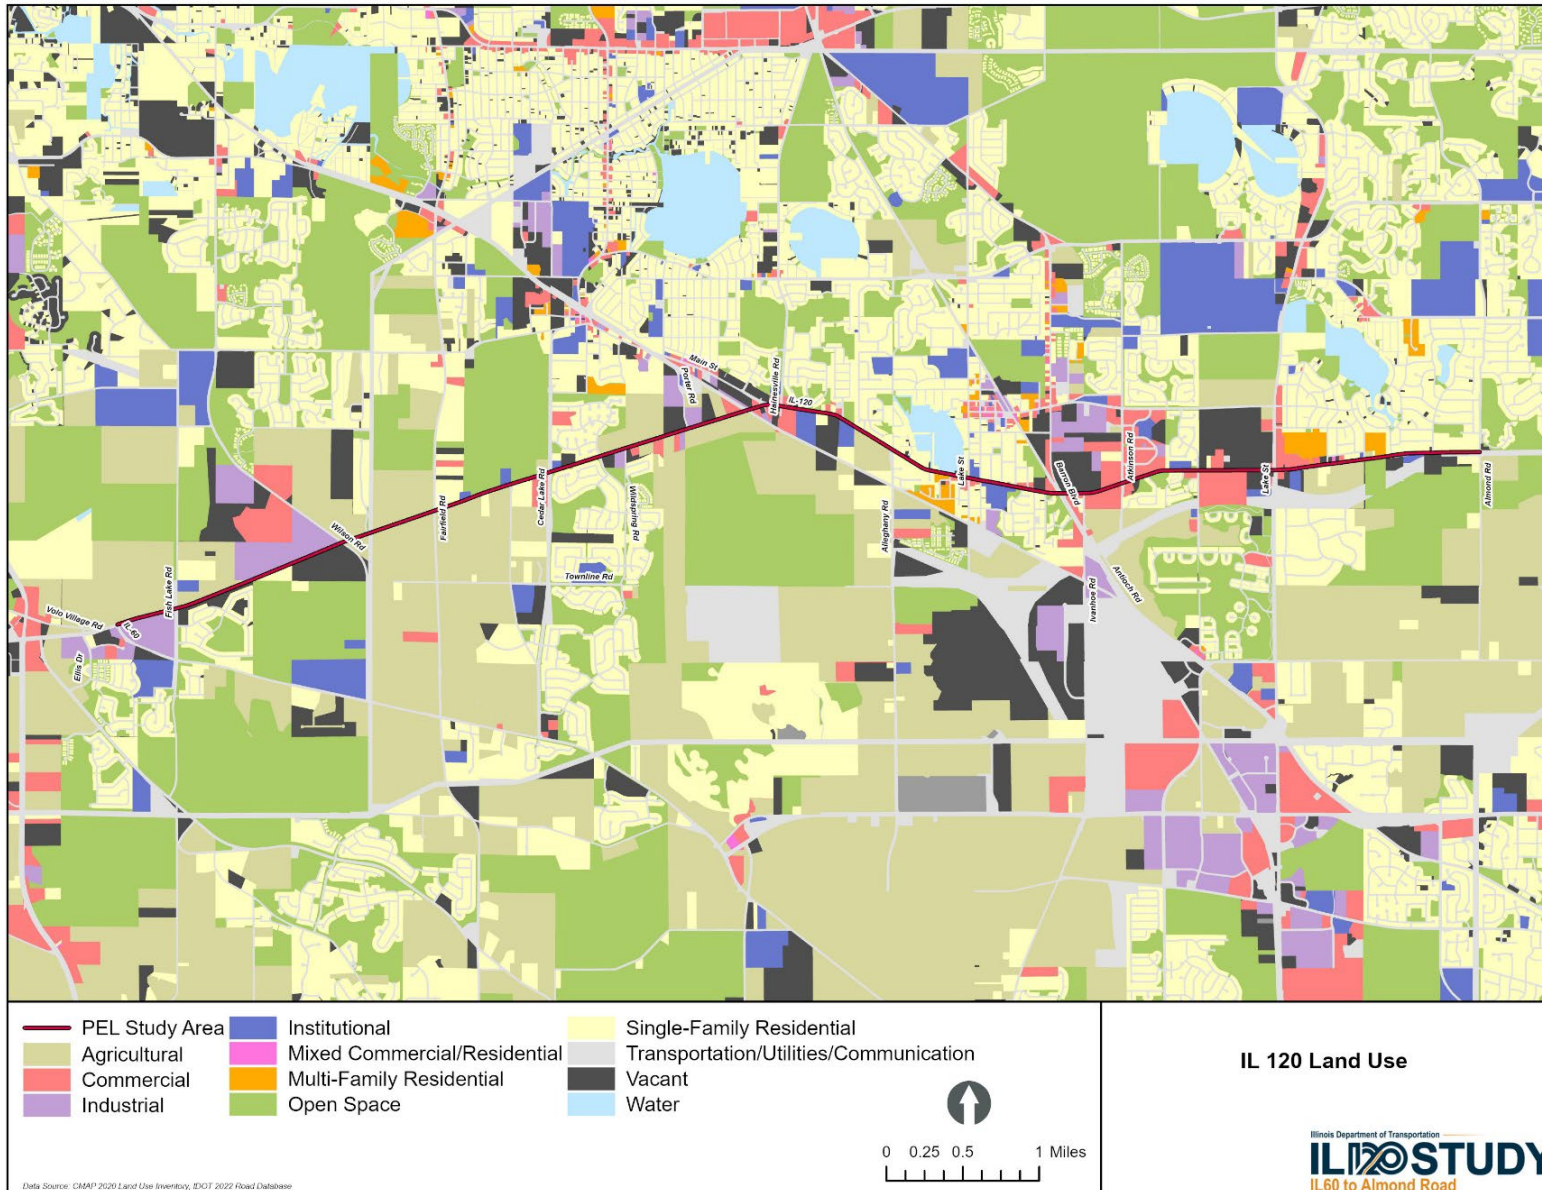 Main St
Porter Rd
Hainesville Rd
IL-120
Lake St
Barron Blvd
Atkinson Rd
Lake St
Almond Rd
Cedar Lake Rd
Wildspring Rd
Fairfield Rd
Wilson Rd
Alleghany Rd
Fish Lake Rd
Townline Rd
Ivanhoe Rd
Antioch Rd
Volo Village Rd
IL-60
Ellis Dr
PEL Study Area
Agricultural
Commercial
Industrial
Institutional
Mixed Commercial/Residential
Multi-Family Residential
Open Space
Single-Family Residential
Transportation/Utilities/Communication
Vacant
Water
0 0.25 0.5 1 Miles
Data Source: CMAP 2020 Land Use Inventory, IDOT 2022 Road Database
IL 120 Land Use
Illinois Department of Transportation
IL120 STUDY
IL60 to Almond Road